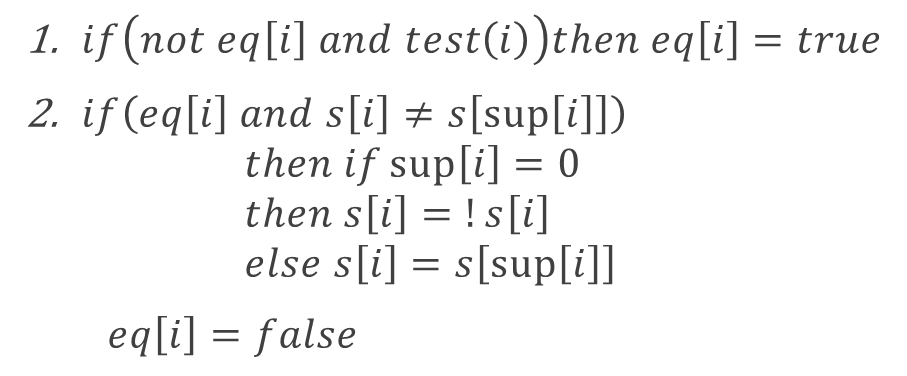 1. if(not eq[i] and test(i))then eq[i] = true
2. if(eq[i] and s[i] ≠ s[sup[i]])
then if sup[i] = 0
then s[i] = ! s[i]
else s[i] = s[sup[i]]
eq[i] = false